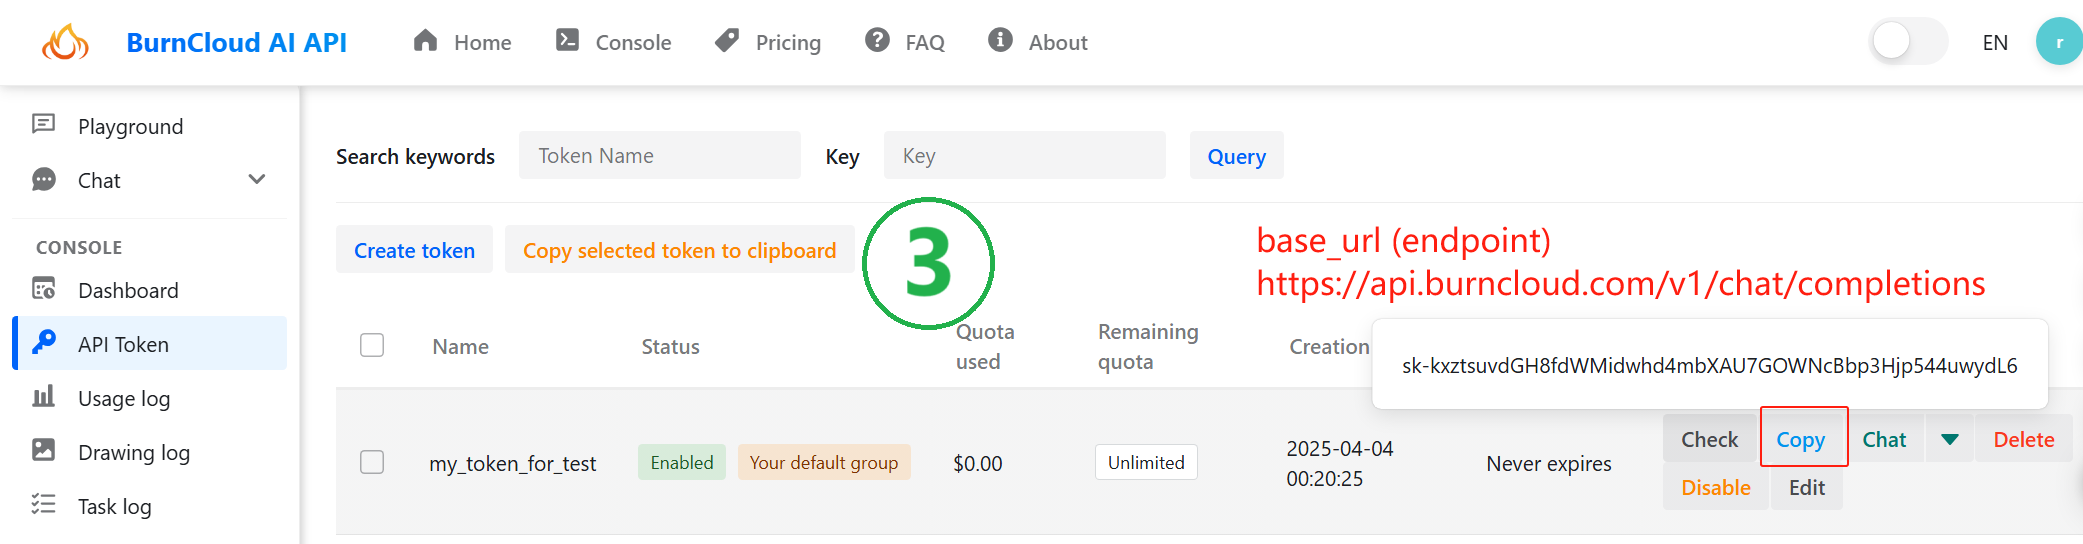 BurnCloud AI API
Home
Console
Pricing
FAQ
About
EN
r
Playground
Chat
CONSOLE
Dashboard
API Token
Usage log
Drawing log
Task log
Search keywords
Token Name
Key
Key
Query
Create token
Copy selected token to clipboard
3
base_url (endpoint)
https://api.burncloud.com/v1/chat/completions
Name
Status
Quota
used
Remaining
quota
Creation
sk-kxztsuvdGH8fdWMidwhd4mbXAU7GOWNcBbp3Hjp544uwydL6
my_token_for_test
Enabled
Your default group
$0.00
Unlimited
2025-04-04
00:20:25
Never expires
Check
Copy
Chat
Delete
Disable
Edit